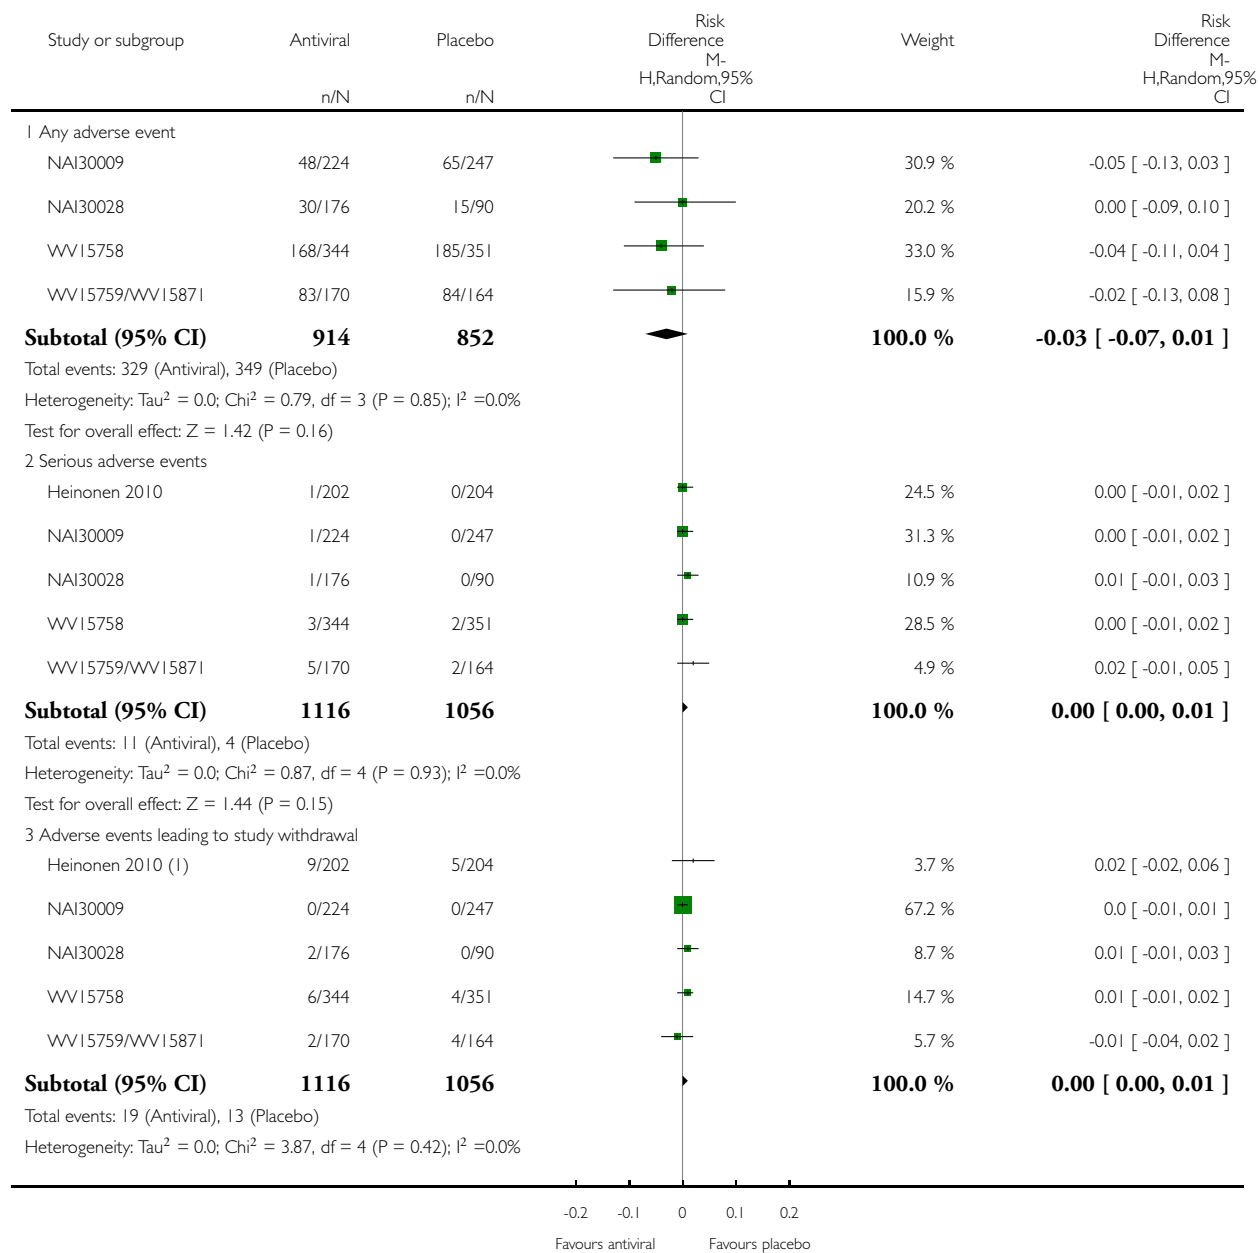 Risk Risk
Study or subgroup Antiviral Placebo Difference Weight Difference
M- M-
H,Random,95% H,Random,95%
n/N n/N CI CI
1 Any adverse event
NAI30009 48/224 65/247 30.9 % -0.05 [ -0.13, 0.03 ]
NAI30028 30/176 15/90 20.2 % 0.00 [ -0.09, 0.10 ]
WV15758 168/344 185/351 33.0 % -0.04 [ -0.11, 0.04 ]
WV15759/WV15871 83/170 84/164 15.9 % -0.02 [ -0.13, 0.08 ]
Subtotal (95% CI) 914 852 100.0 % -0.03 [ -0.07, 0.01 ]
Total events: 329 (Antiviral), 349 (Placebo)
Heterogeneity: Tau² = 0.0; Chi² = 0.79, df = 3 (P = 0.85); I² =0.0%
Test for overall effect: Z = 1.42 (P = 0.16)
2 Serious adverse events
Heinonen 2010 1/202 0/204 24.5 % 0.00 [ -0.01, 0.02 ]
NAI30009 1/224 0/247 31.3 % 0.00 [ -0.01, 0.02 ]
NAI30028 1/176 0/90 10.9 % 0.01 [ -0.01, 0.03 ]
WV15758 3/344 2/351 28.5 % 0.00 [ -0.01, 0.02 ]
WV15759/WV15871 5/170 2/164 4.9 % 0.02 [ -0.01, 0.05 ]
Subtotal (95% CI) 1116 1056 100.0 % 0.00 [ 0.00, 0.01 ]
Total events: 11 (Antiviral), 4 (Placebo)
Heterogeneity: Tau² = 0.0; Chi² = 0.87, df = 4 (P = 0.93); I² =0.0%
Test for overall effect: Z = 1.44 (P = 0.15)
3 Adverse events leading to study withdrawal
Heinonen 2010 (1) 9/202 5/204 3.7 % 0.02 [ -0.02, 0.06 ]
NAI30009 0/224 0/247 67.2 % 0.0 [ -0.01, 0.01 ]
NAI30028 2/176 0/90 8.7 % 0.01 [ -0.01, 0.03 ]
WV15758 6/344 4/351 14.7 % 0.01 [ -0.01, 0.02 ]
WV15759/WV15871 2/170 4/164 5.7 % -0.01 [ -0.04, 0.02 ]
Subtotal (95% CI) 1116 1056 100.0 % 0.00 [ 0.00, 0.01 ]
Total events: 19 (Antiviral), 13 (Placebo)
Heterogeneity: Tau² = 0.0; Chi² = 3.87, df = 4 (P = 0.42); I² =0.0%
-0.2 -0.1 0 0.1 0.2
Favours antiviral Favours placebo